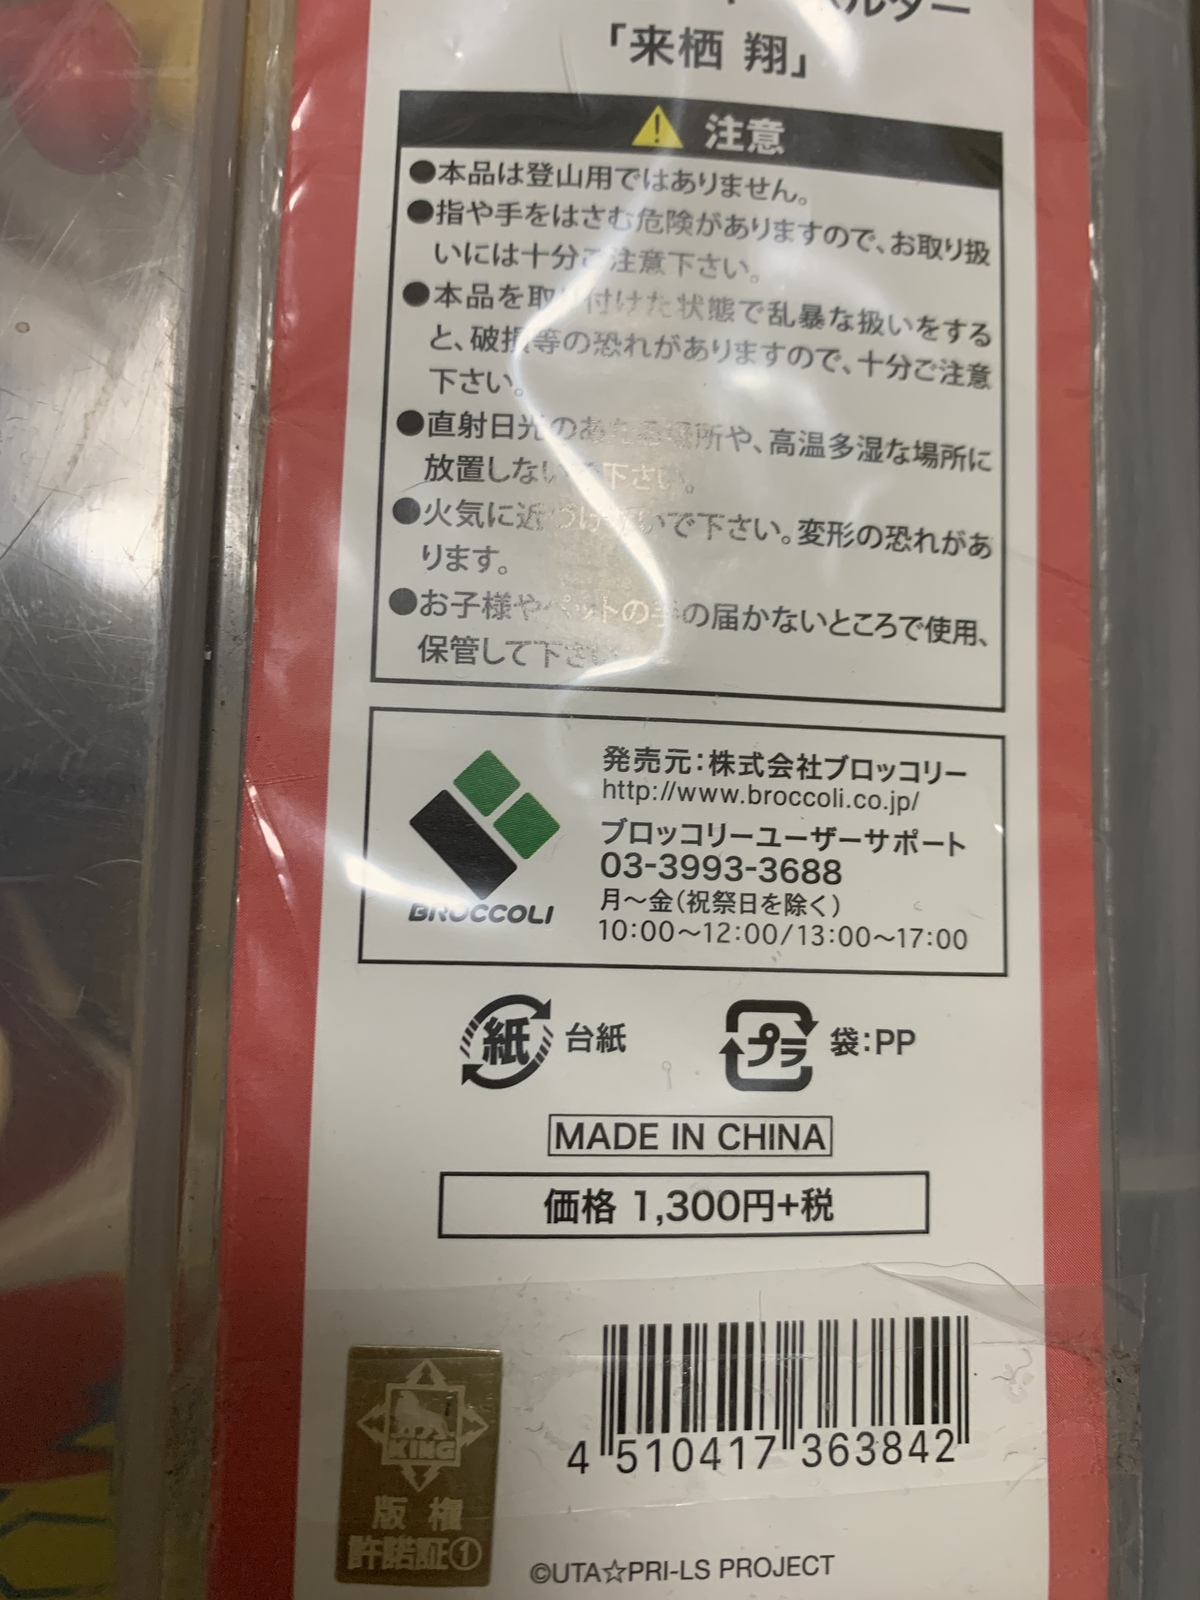 ルダー
「来栖 翔」
注意
●本品は登山用ではありません。
●指や手をはさむ危険がありますので、お取り扱
いには十分ご注意下さい。
●本品を取り付けた状態で乱暴な扱いをする
と、破損等の恐れがありますので、十分ご注意
下さい。
●直射日光のあたる場所や、高温多湿な場所に
放置しないで下さい。
●火気に近づけないで下さい。変形の恐れがあ
ります。
●お子様やペットの手の届かないところで使用、
保管して下さい
発売元:株式会社ブロッコリー
http://www.broccoli.co.jp/
ブロッコリーユーザーサポート
03-3993-3688
月〜金(祝祭日を除く)
10:00〜12:00/13:00〜17:00
BROCCOLI
紙 台紙
プラ 袋:PP
MADE IN CHINA
価格 1,300円+税
4 510417 363842
KING
版権
許諾証①
©UTA☆PRI-LS PROJECT